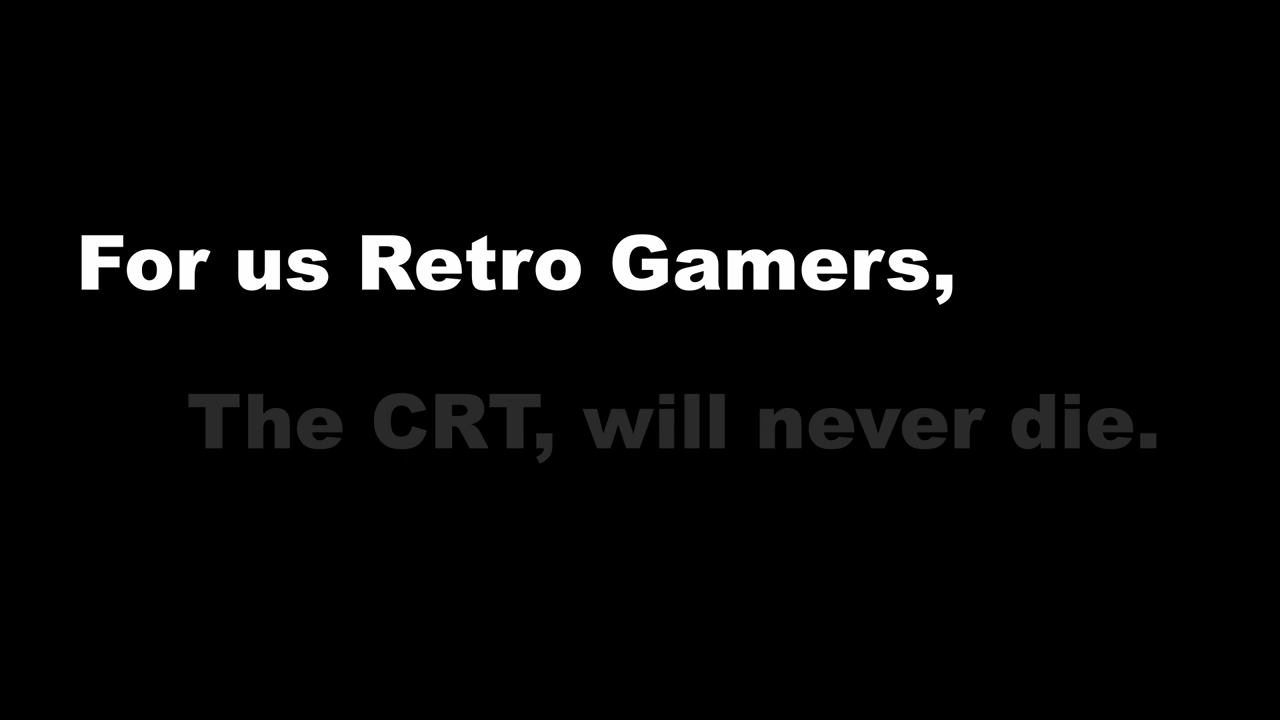 For us Retro Gamers,
The CRT, will never die.